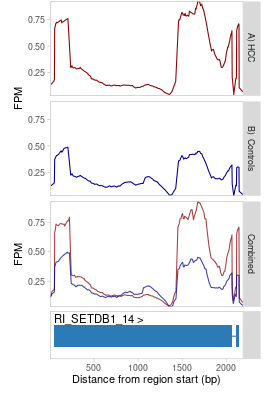 0.75
0.50
0.25
FPM
A) HCC
0.75
0.50
0.25
FPM
B) Controls
0.75
0.50
0.25
FPM
Combined
RI_SETDB1_14 >
500
1000
1500
2000
Distance from region start (bp)